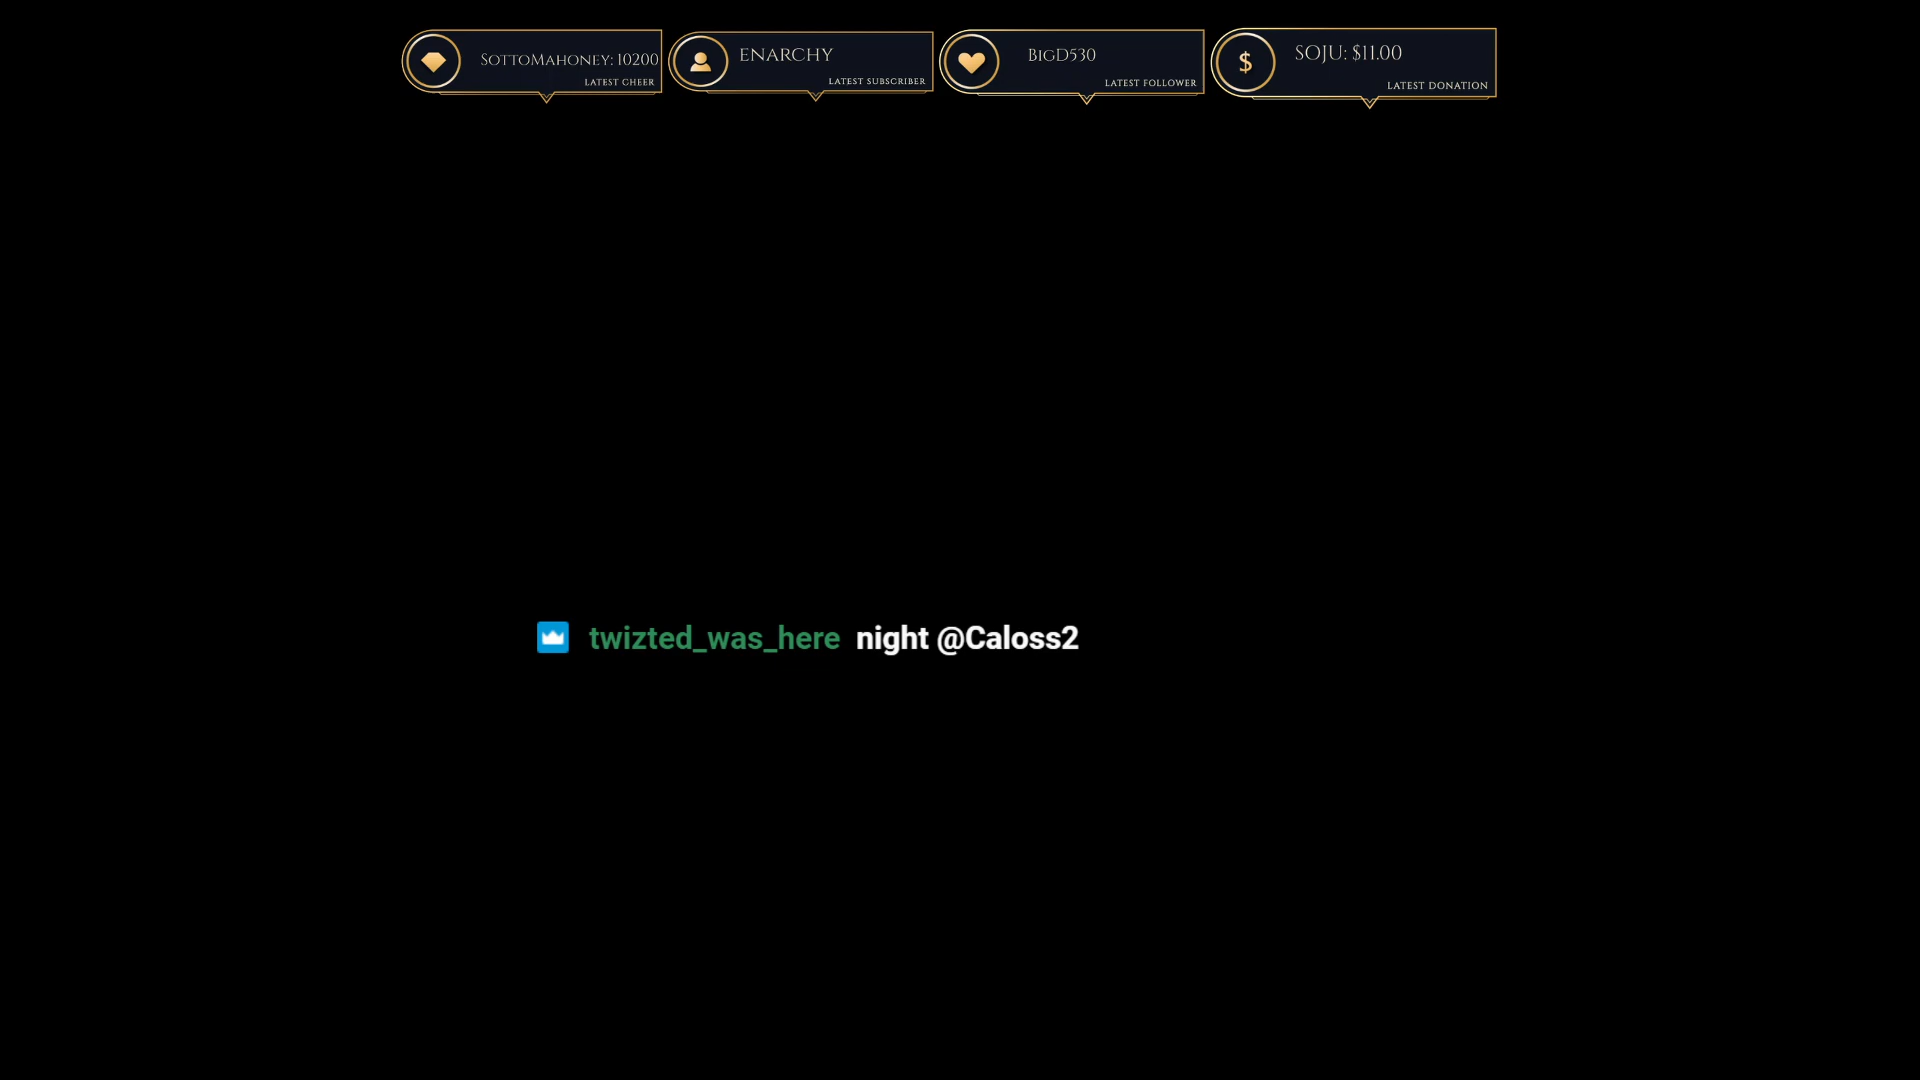 SottoMahoney: 10200
LATEST CHEER
ENARCHY
LATEST SUBSCRIBER
BigD530
LATEST FOLLOWER
SOJU: $11.00
LATEST DONATION
twizted_was_here night @Caloss2